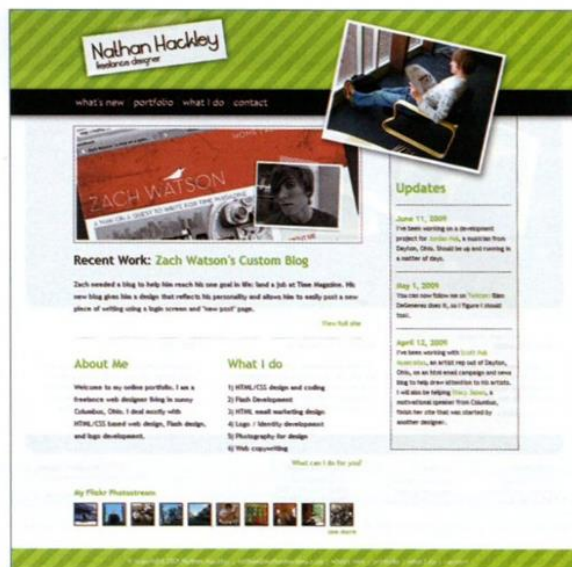 Nathan Hackley
freelance designer
what's new portfolio what I do contact
ZACH WATSON
Recent Work: Zach Watson's Custom Blog
Zach needed a blog to help him reach his one goal in life: land a job at Time Magazine. His
new blog gives him a design that reflects his personality and allows him to easily post a new
piece of writing using a login screen and "new post" page.
View full site
About Me
Welcome to my online portfolio. I am a
freelance web designer living in sunny
Columbus, Ohio. I deal mostly with
HTML/CSS based web design, Flash design,
and logo development.
What I do
1) HTML/CSS design and coding
2) Flash Development
3) HTML email marketing design
4) Logo / Identity development
5) Photography for design
6) Web copywriting
What can I do for you?
My Flickr Photostream
see more
Updates
June 11, 2009
I've been working on a development
project for a musician from
Dayton, Ohio. Should be up and running in
a matter of days.
May 1, 2009
You can now follow me on Twitter! Ellen
DeGeneres does it, so I figure I should
too!
April 12, 2009
I've been working with
an artist rep out of Dayton,
Ohio, on an html email campaign and news
blog to help draw attention to his artists.
I will also be helping a
motivational speaker from Columbus,
finish her site that was started by
another designer.